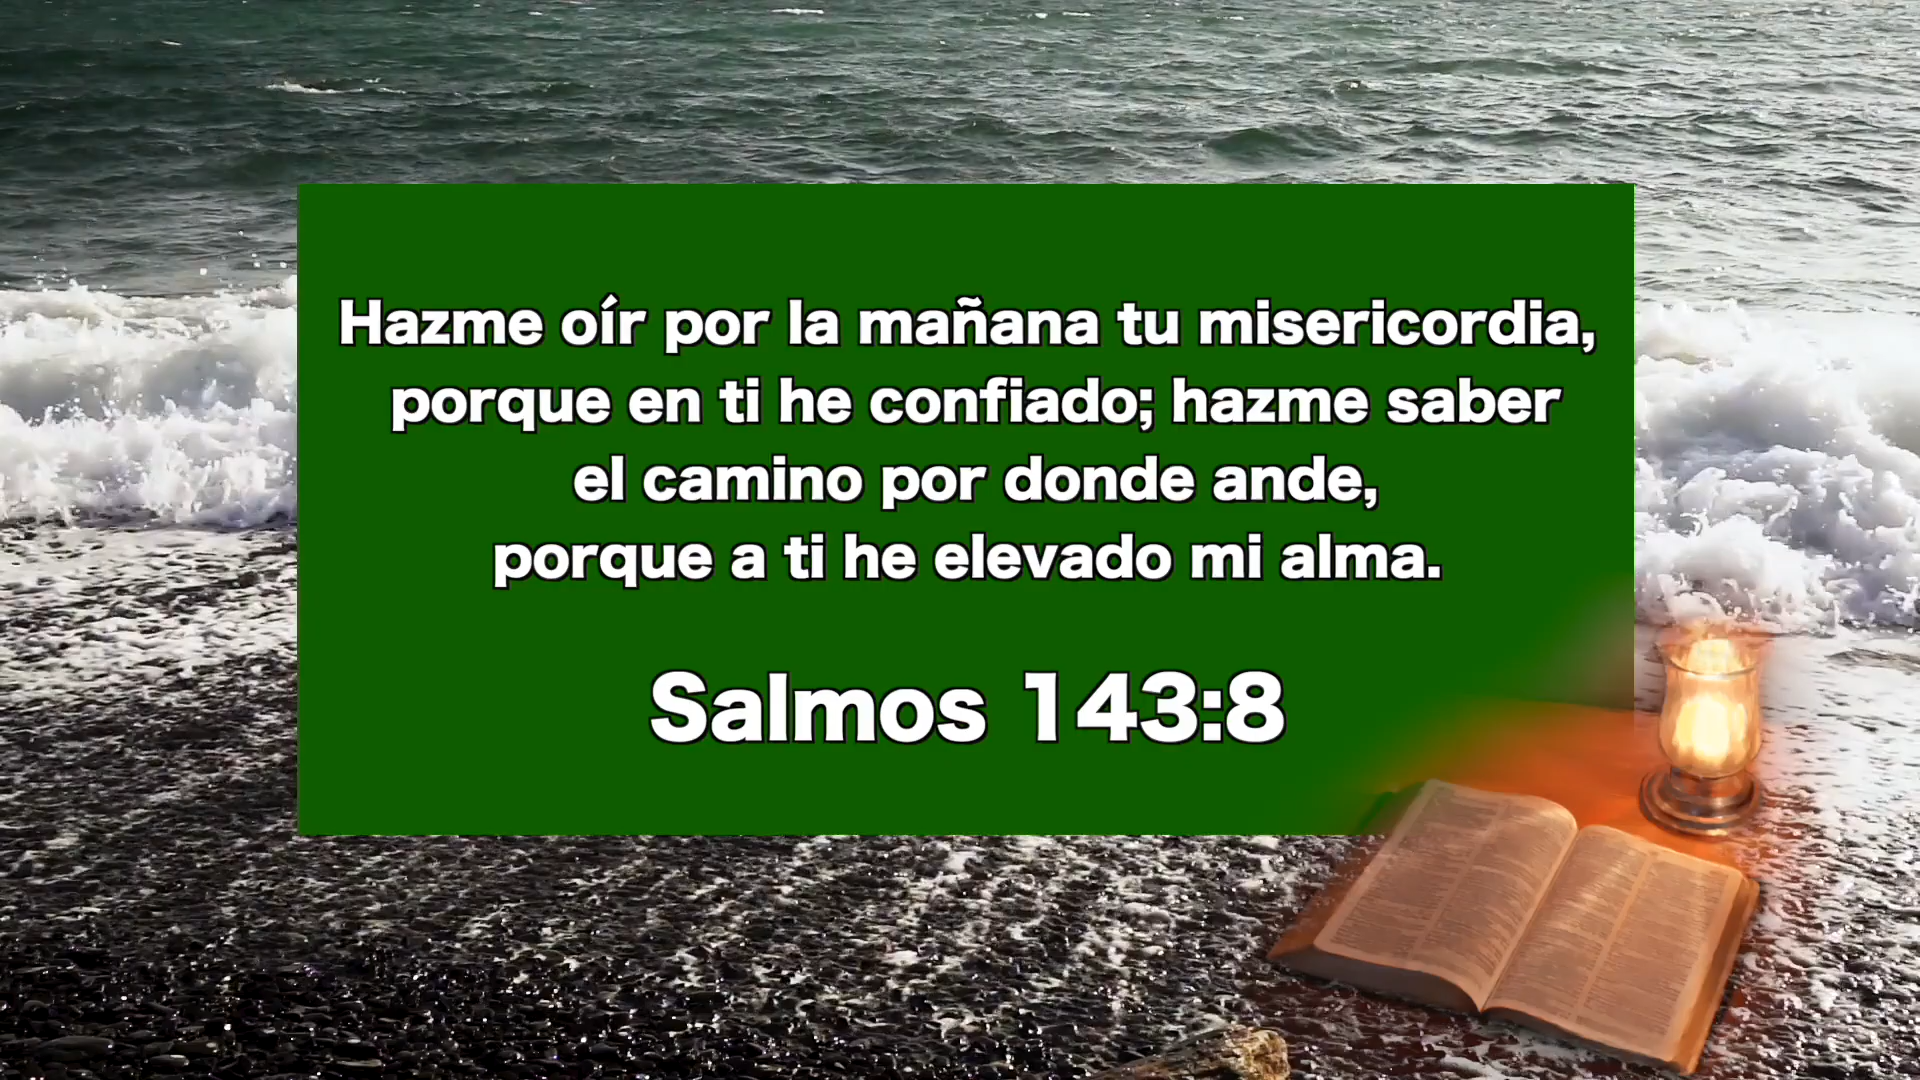 Hazme oír por la mañana tu misericordia,
porque en ti he confiado; hazme saber
el camino por donde ande,
porque a ti he elevado mi alma.
Salmos 143:8